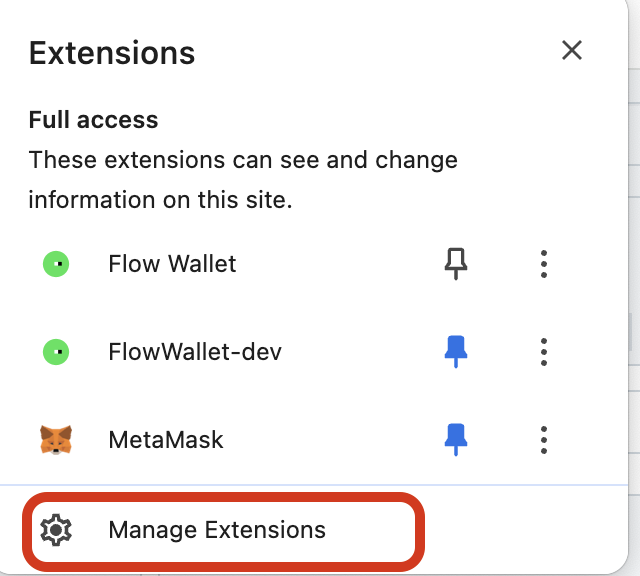 Extensions
Full access
These extensions can see and change
information on this site.
Flow Wallet
FlowWallet-dev
MetaMask
Manage Extensions